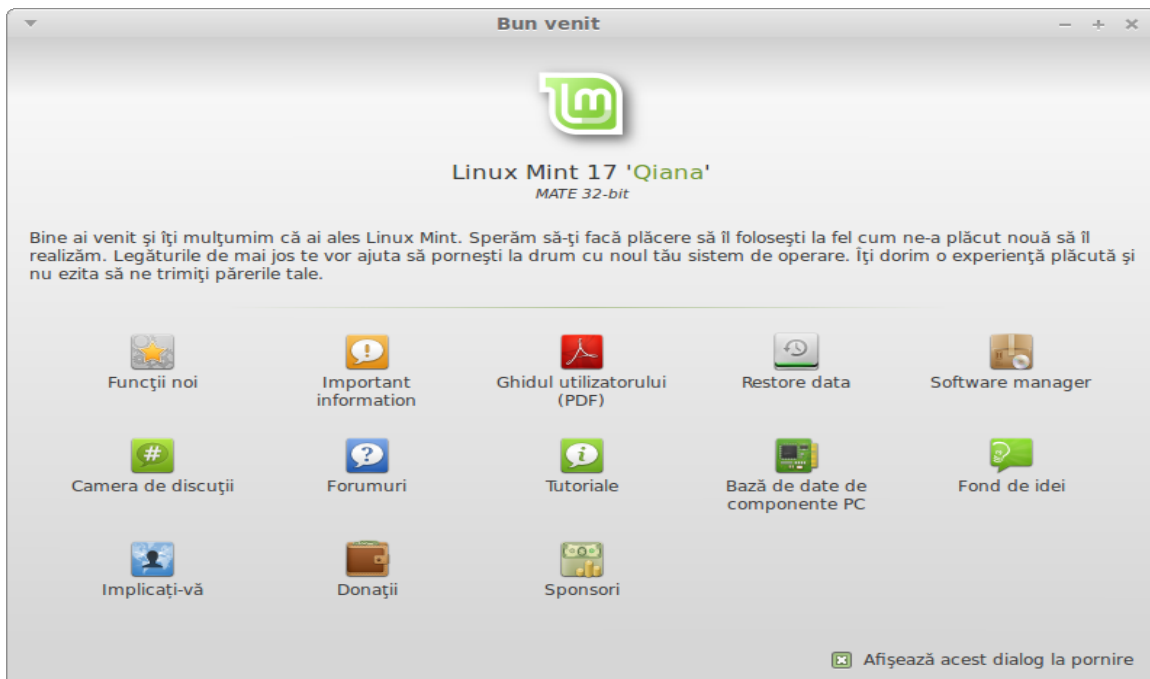 Bun venit
Linux Mint 17 'Qiana'
MATE 32-bit
Bine ai venit şi îţi mulţumim că ai ales Linux Mint. Sperăm să-ţi facă plăcere să îl foloseşti la fel cum ne-a plăcut nouă să îl
realizăm. Legăturile de mai jos te vor ajuta să porneşti la drum cu noul tău sistem de operare. Îţi dorim o experienţă plăcută şi
nu ezita să ne trimiţi părerile tale.
Funcţii noi
Important
information
Ghidul utilizatorului
(PDF)
Restore data
Software manager
Camera de discuţii
Forumuri
Tutoriale
Bază de date de
componente PC
Fond de idei
Implicați-vă
Donaţii
Sponsori
Afişează acest dialog la pornire